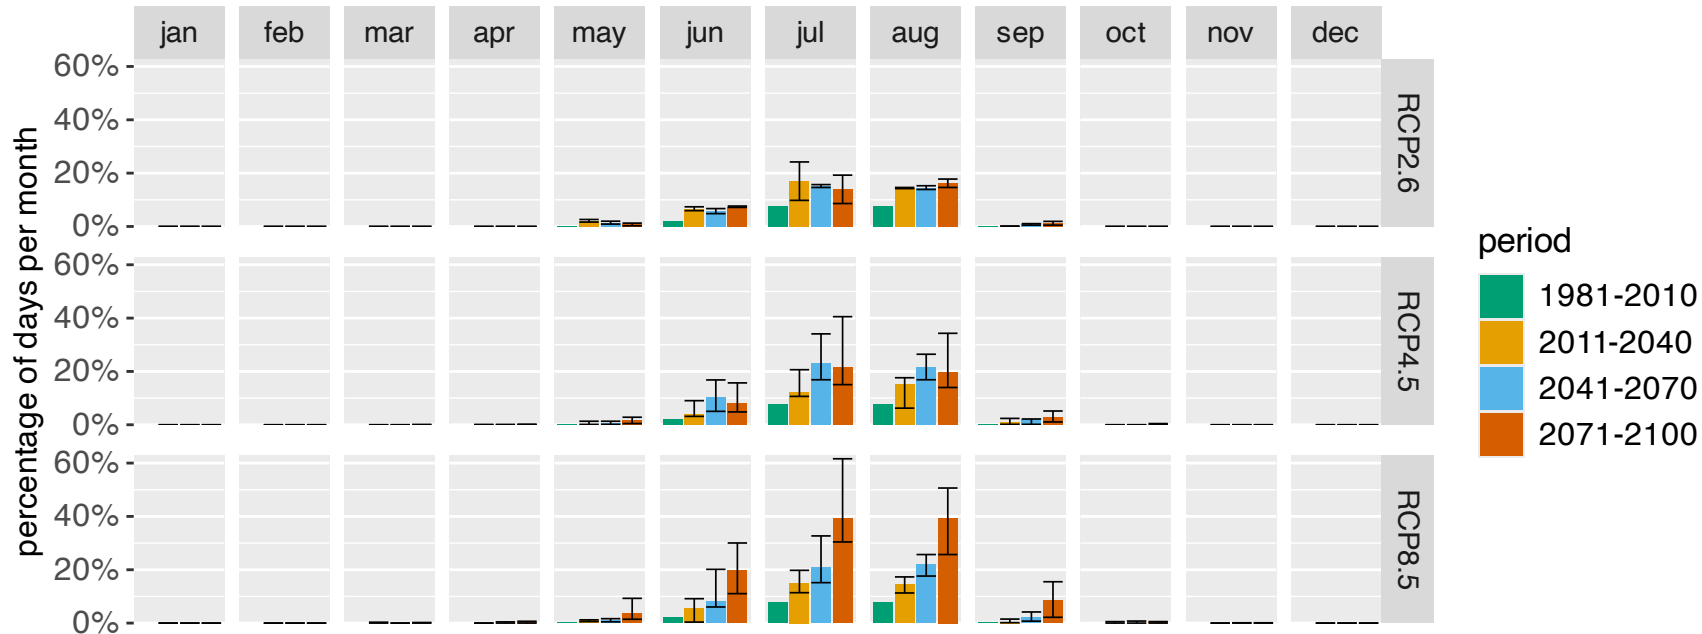 jan feb mar apr may jun jul aug sep oct nov dec
percentage of days per month
60%
40%
20%
0%
RCP2.6
60%
40%
20%
0%
RCP4.5
60%
40%
20%
0%
RCP8.5
period
1981-2010
2011-2040
2041-2070
2071-2100